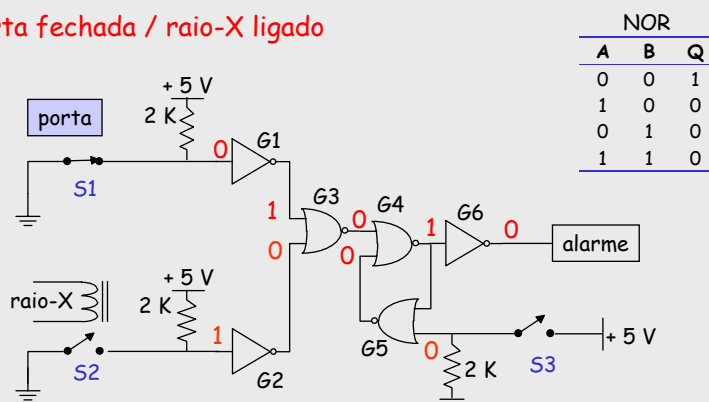 ta fechada / raio-X ligado
NOR
A B Q
0 0 1
1 0 0
0 1 0
1 1 0
+ 5 V
2 K
porta
0
G1
S1
1
G3
0
G4
1
G6
0
alarme
0
0
raio-X
+ 5 V
2 K
1
G2
S2
G5
0
2 K
S3
+ 5 V